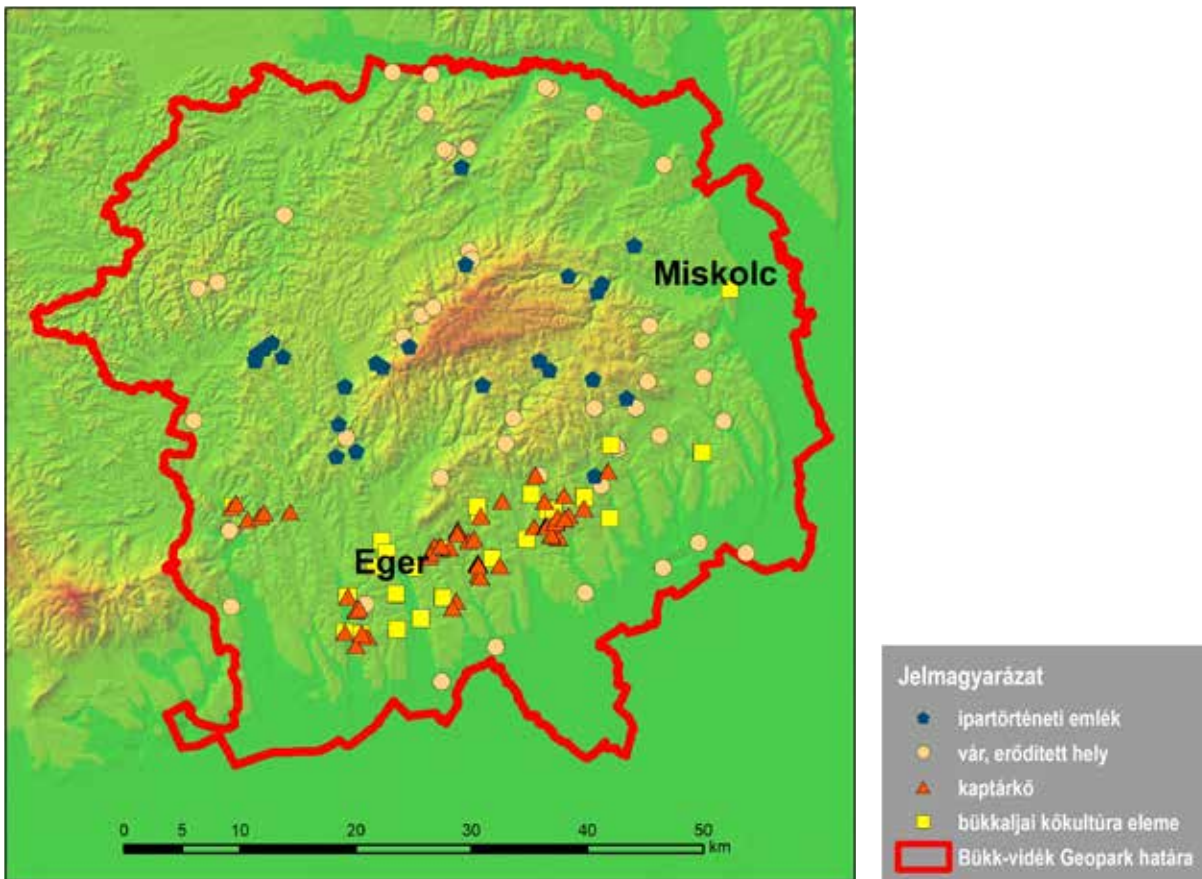 Miskolc
Eger
0 5 10 20 30 40 50
km
Jelmagyarázat
ipartörténeti emlék
vár, erődített hely
kaptárkő
bükkaljai kőkultúra eleme
Bükk-vidék Geopark határa